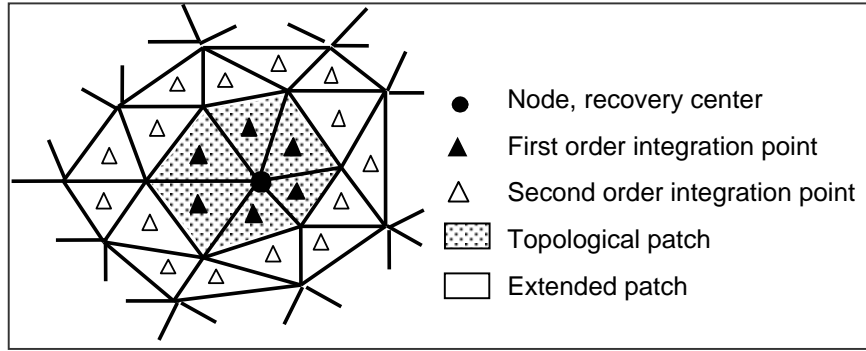 Node, recovery center
First order integration point
Second order integration point
Topological patch
Extended patch